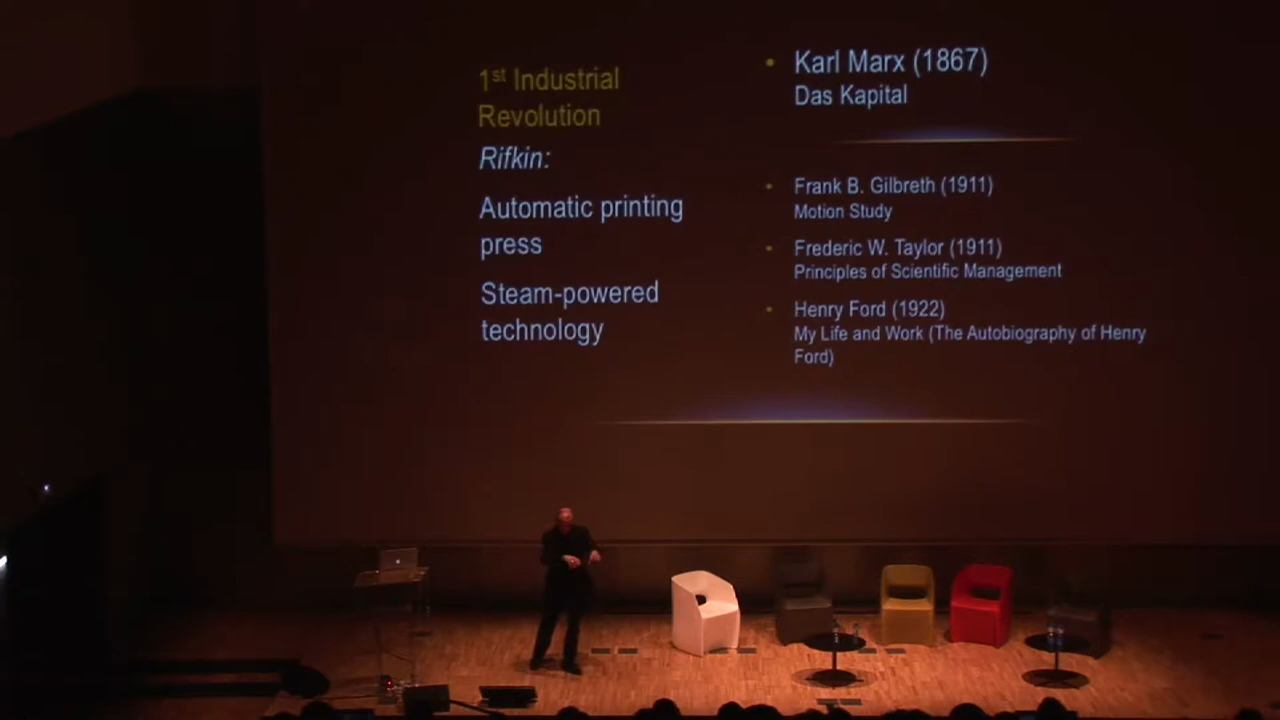 1st Industrial
Revolution
Rifkin:
Automatic printing
press
Steam-powered
technology
• Karl Marx (1867)
Das Kapital
• Frank B. Gilbreth (1911)
Motion Study
• Frederic W. Taylor (1911)
Principles of Scientific Management
• Henry Ford (1922)
My Life and Work (The Autobiography of Henry
Ford)